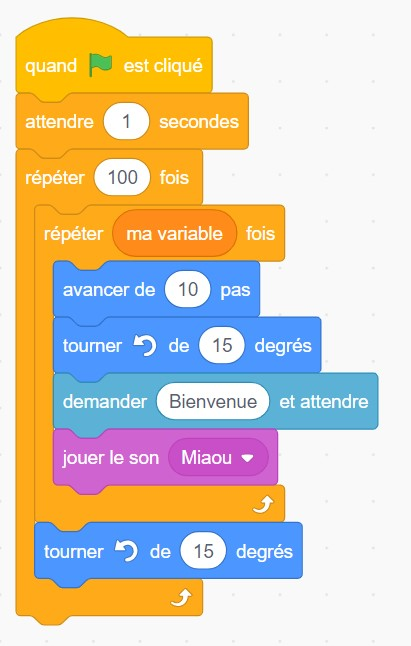 quand est cliqué
attendre 1 secondes
répéter 100 fois
répéter ma variable fois
avancer de 10 pas
tourner de 15 degrés
demander Bienvenue et attendre
jouer le son Miaou
tourner de 15 degrés